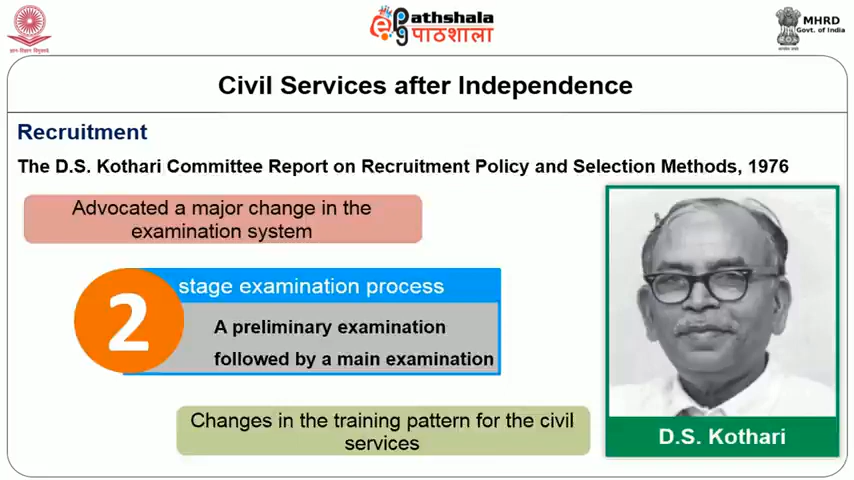 ePathshala
पाठशाला
MHRD
Govt. of India
Civil Services after Independence
Recruitment
The D.S. Kothari Committee Report on Recruitment Policy and Selection Methods, 1976
Advocated a major change in the
examination system
2
stage examination process
A preliminary examination
followed by a main examination
Changes in the training pattern for the civil
services
D.S. Kothari